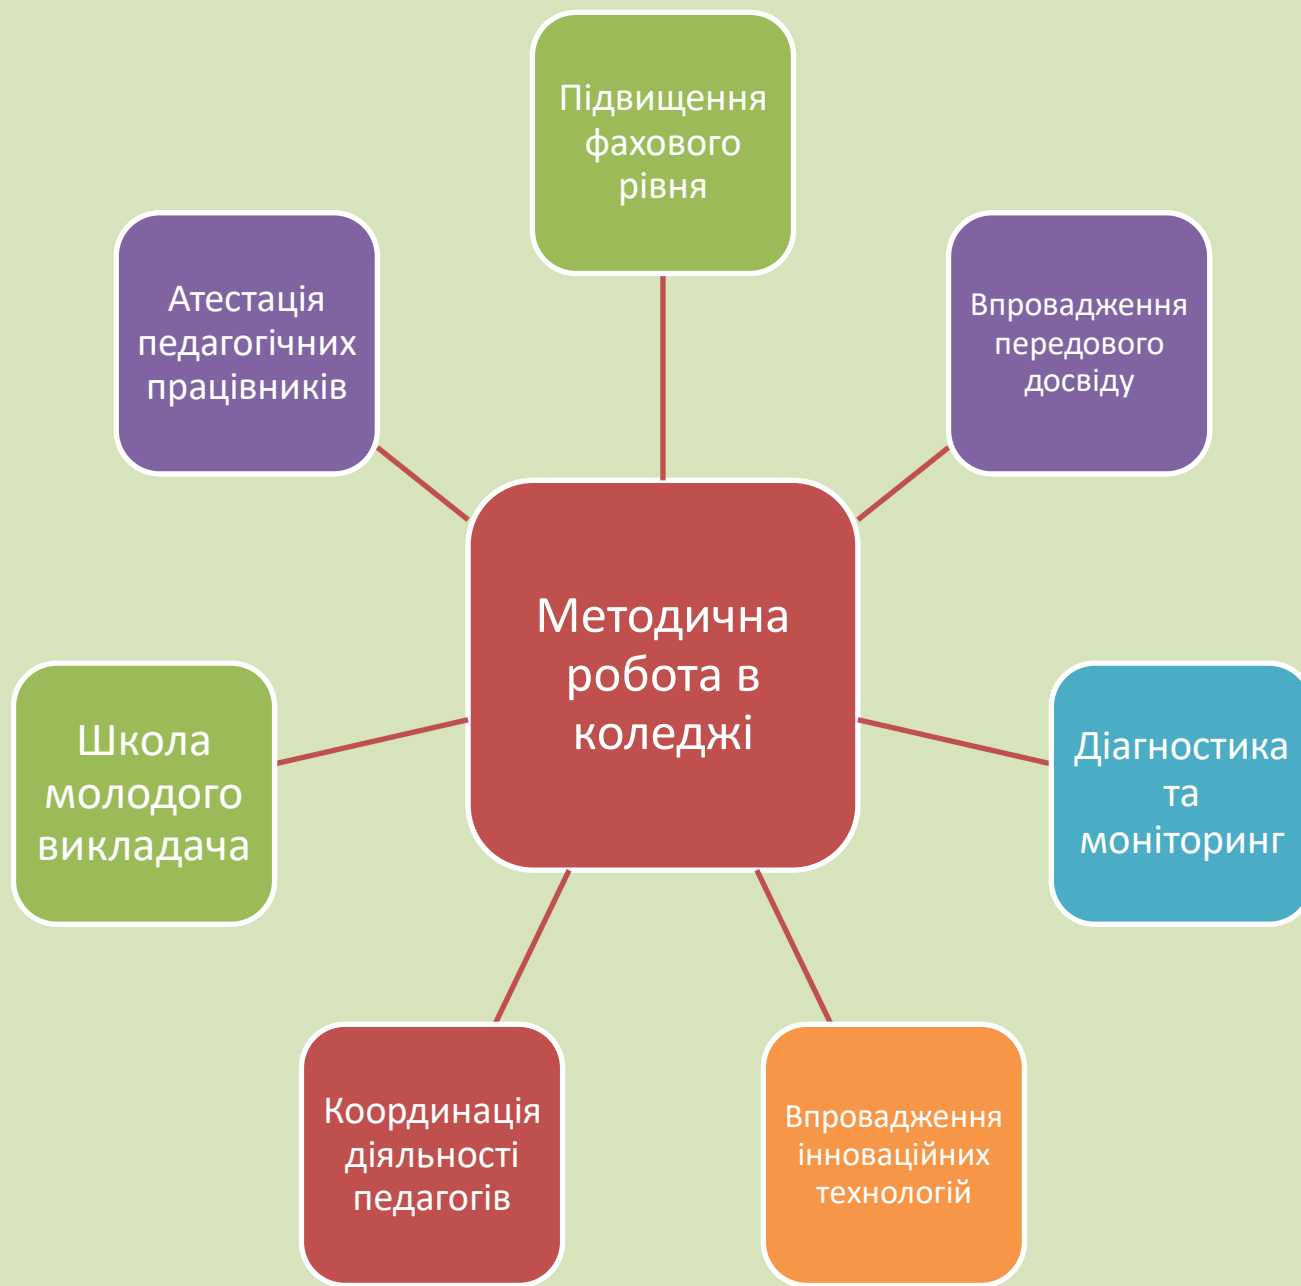 Підвищення
фахового
рівня
Атестація
педагогічних
працівників
Впровадження
передового
досвіду
Методична
робота в
коледжі
Школа
молодого
викладача
Діагностика
та
моніторинг
Координація
діяльності
педагогів
Впровадження
інноваційних
технологій